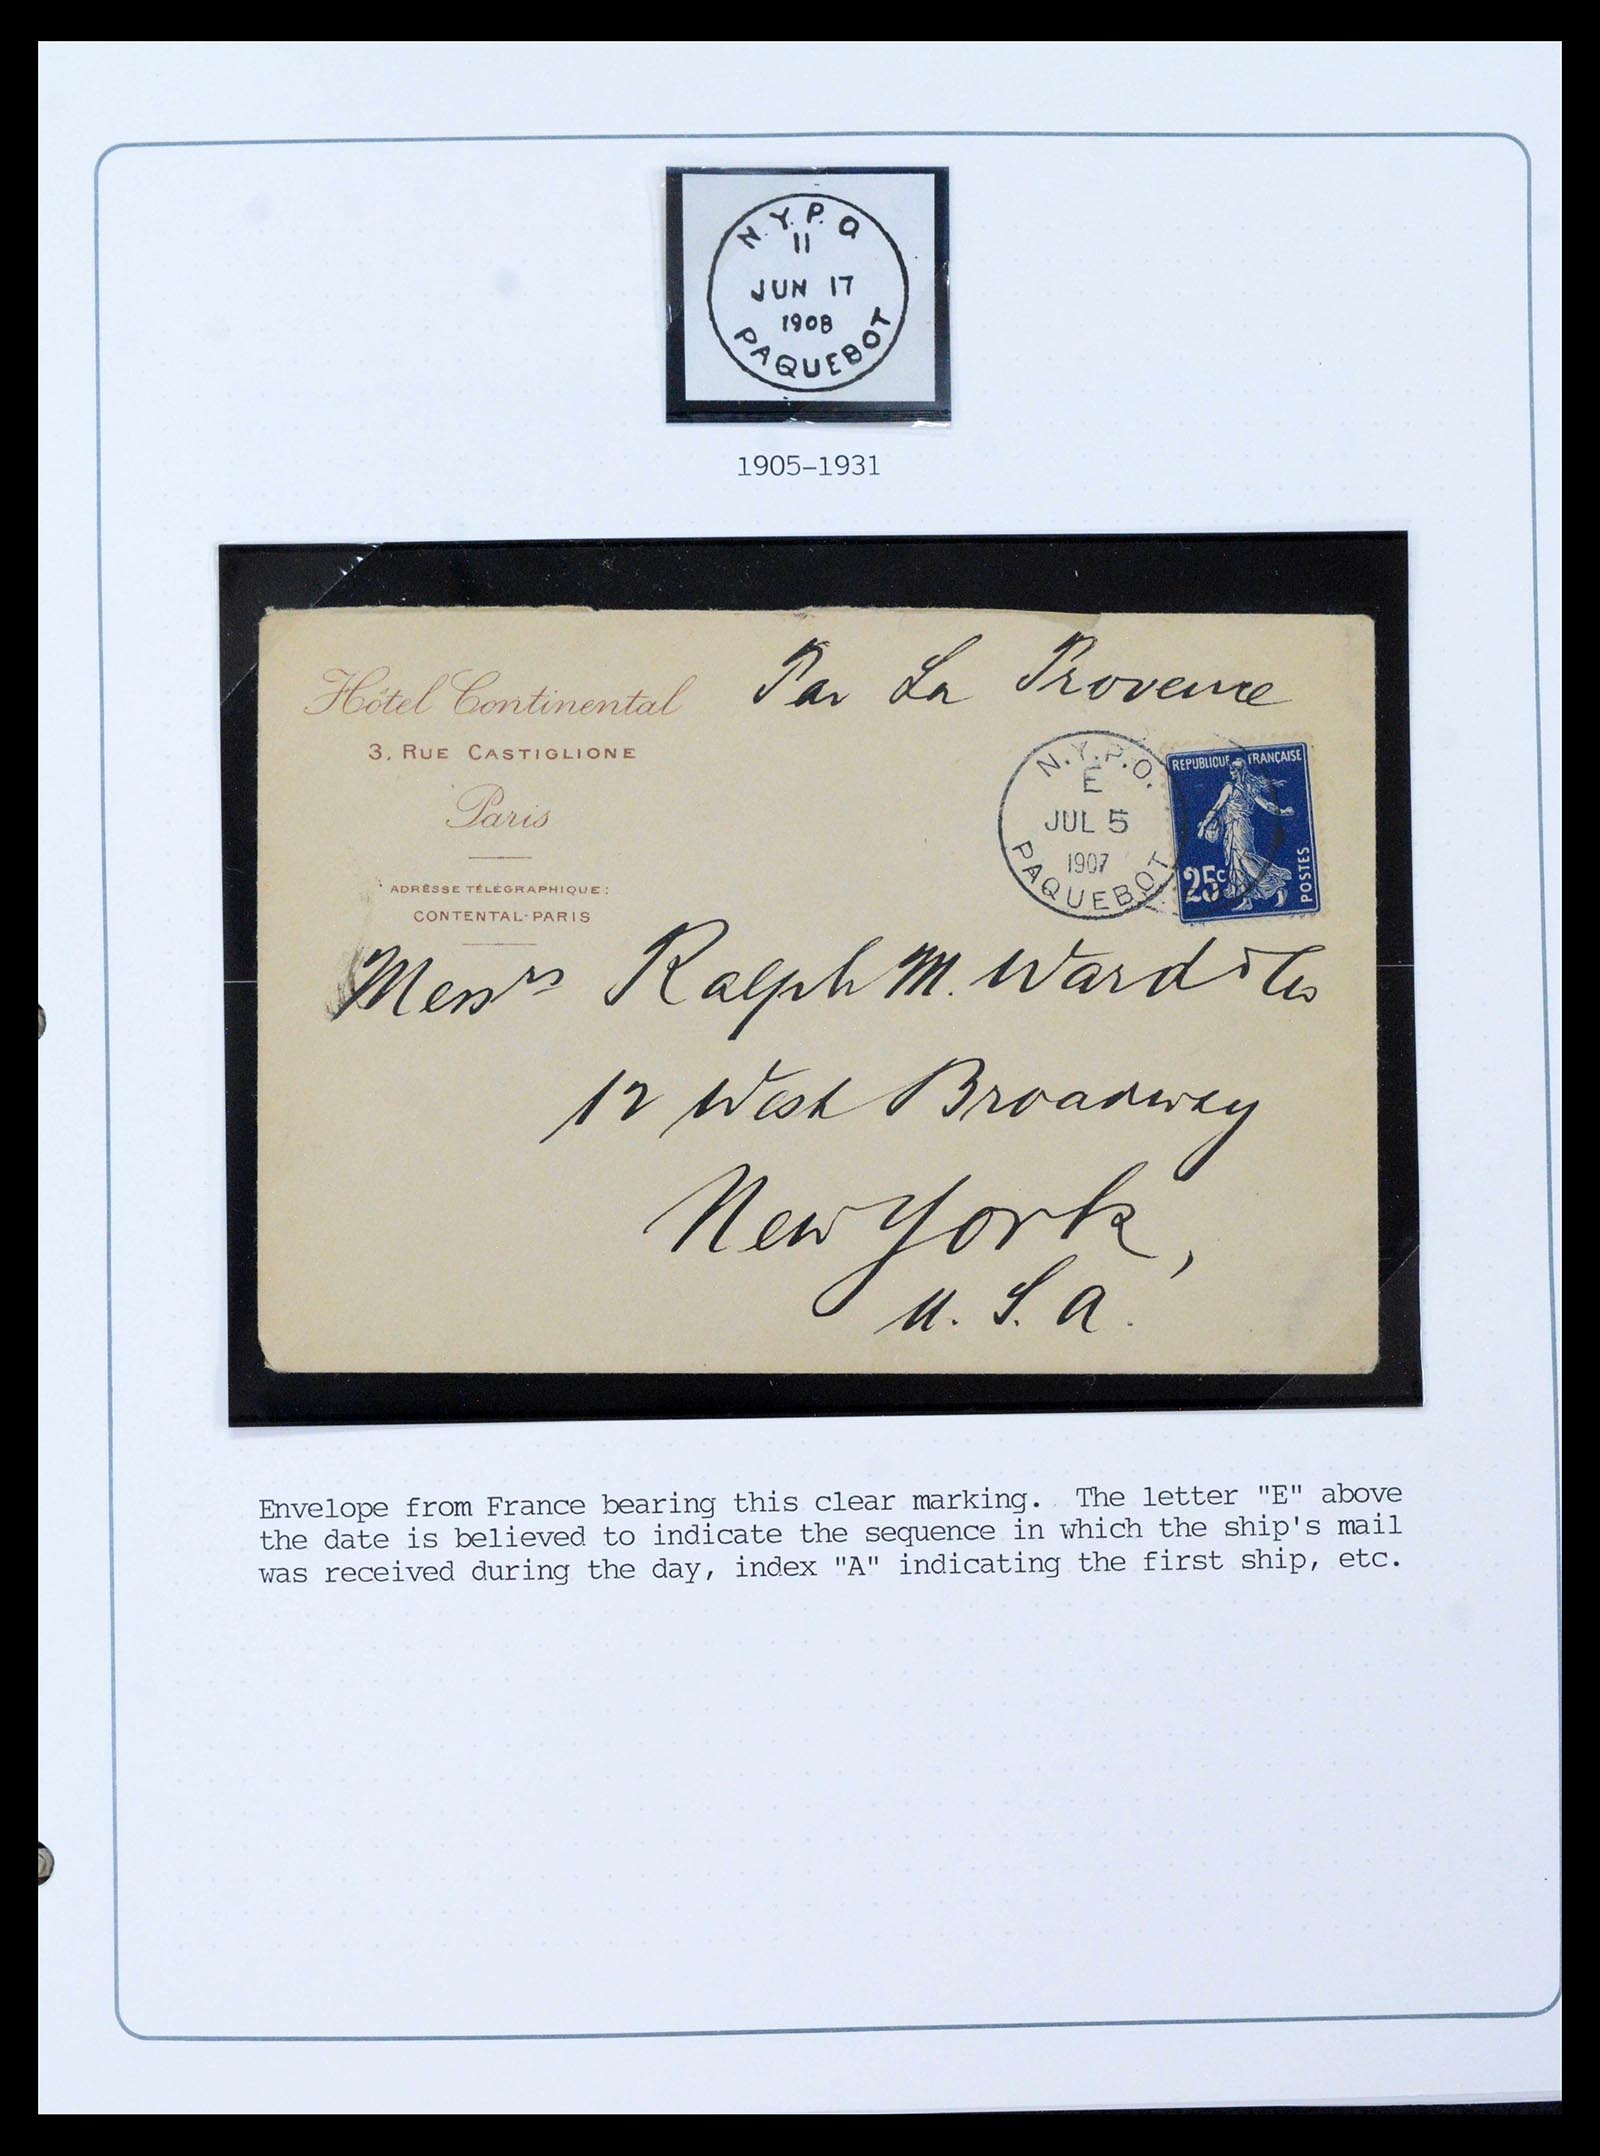 N.Y.P.O
11
JUN 17
1908
PAQUEBOT
1905-1931
Hôtel Continental
3, RUE CASTIGLIONE
Paris
ADRESSE TÉLÉGRAPHIQUE:
CONTENTAL-PARIS
Par La Provence
N.Y.P.O.
E
JUL 5
1907
PAQUEBOT
REPUBLIQUE FRANÇAISE
25c
POSTES
Messrs Ralph M. Ward & Co
12 West Broadway
New York,
U.S.A.
Envelope from France bearing this clear marking. The letter "E" above
the date is believed to indicate the sequence in which the ship's mail
was received during the day, index "A" indicating the first ship, etc.